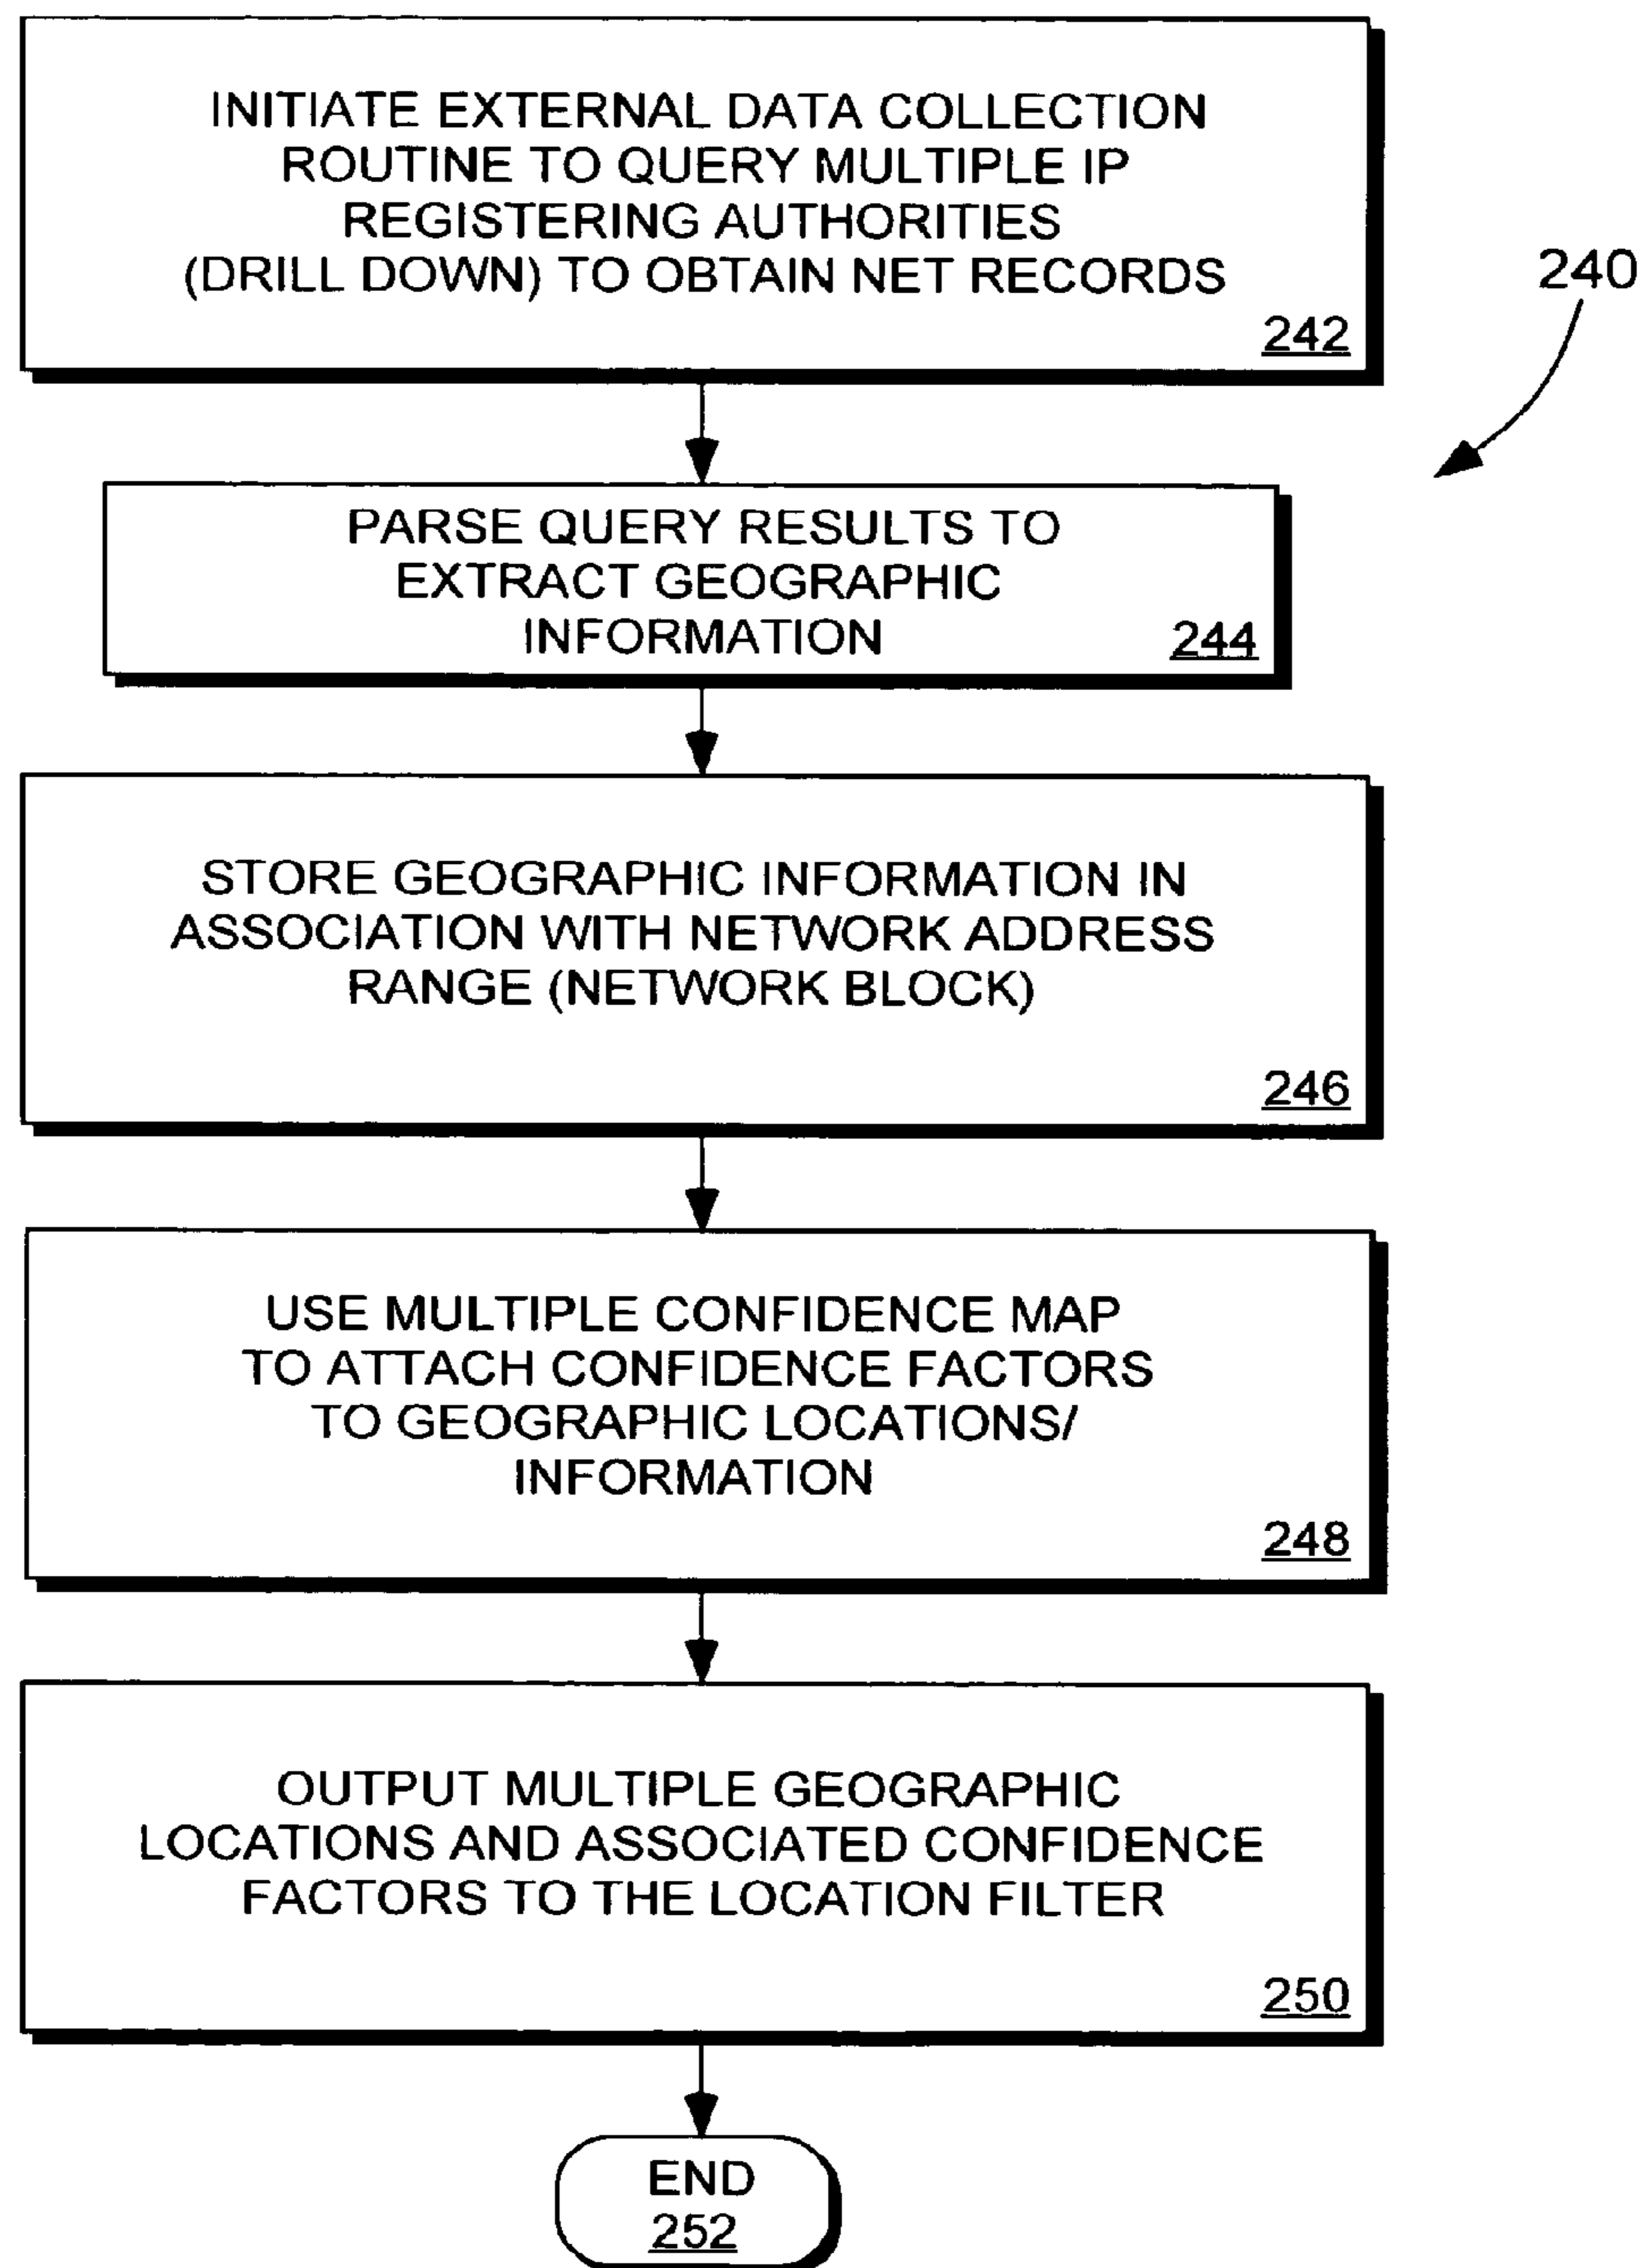 INITIATE EXTERNAL DATA COLLECTION
ROUTINE TO QUERY MULTIPLE IP
REGISTERING AUTHORITIES
(DRILL DOWN) TO OBTAIN NET RECORDS
242
240
PARSE QUERY RESULTS TO
EXTRACT GEOGRAPHIC
INFORMATION
244
STORE GEOGRAPHIC INFORMATION IN
ASSOCIATION WITH NETWORK ADDRESS
RANGE (NETWORK BLOCK)
246
USE MULTIPLE CONFIDENCE MAP
TO ATTACH CONFIDENCE FACTORS
TO GEOGRAPHIC LOCATIONS/
INFORMATION
248
OUTPUT MULTIPLE GEOGRAPHIC
LOCATIONS AND ASSOCIATED CONFIDENCE
FACTORS TO THE LOCATION FILTER
250
END
252